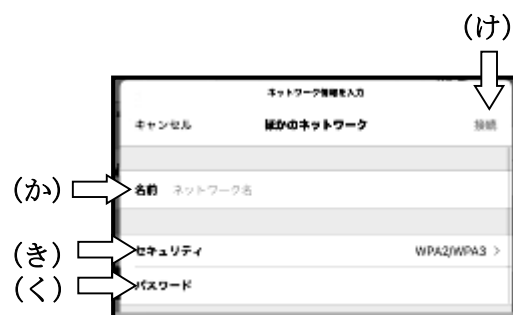 (け)
ネットワーク情報を入力
キャンセル ほかのネットワーク 接続
(か) 名前 ネットワーク名
(き) セキュリティ WPA2/WPA3 >
(く) パスワード